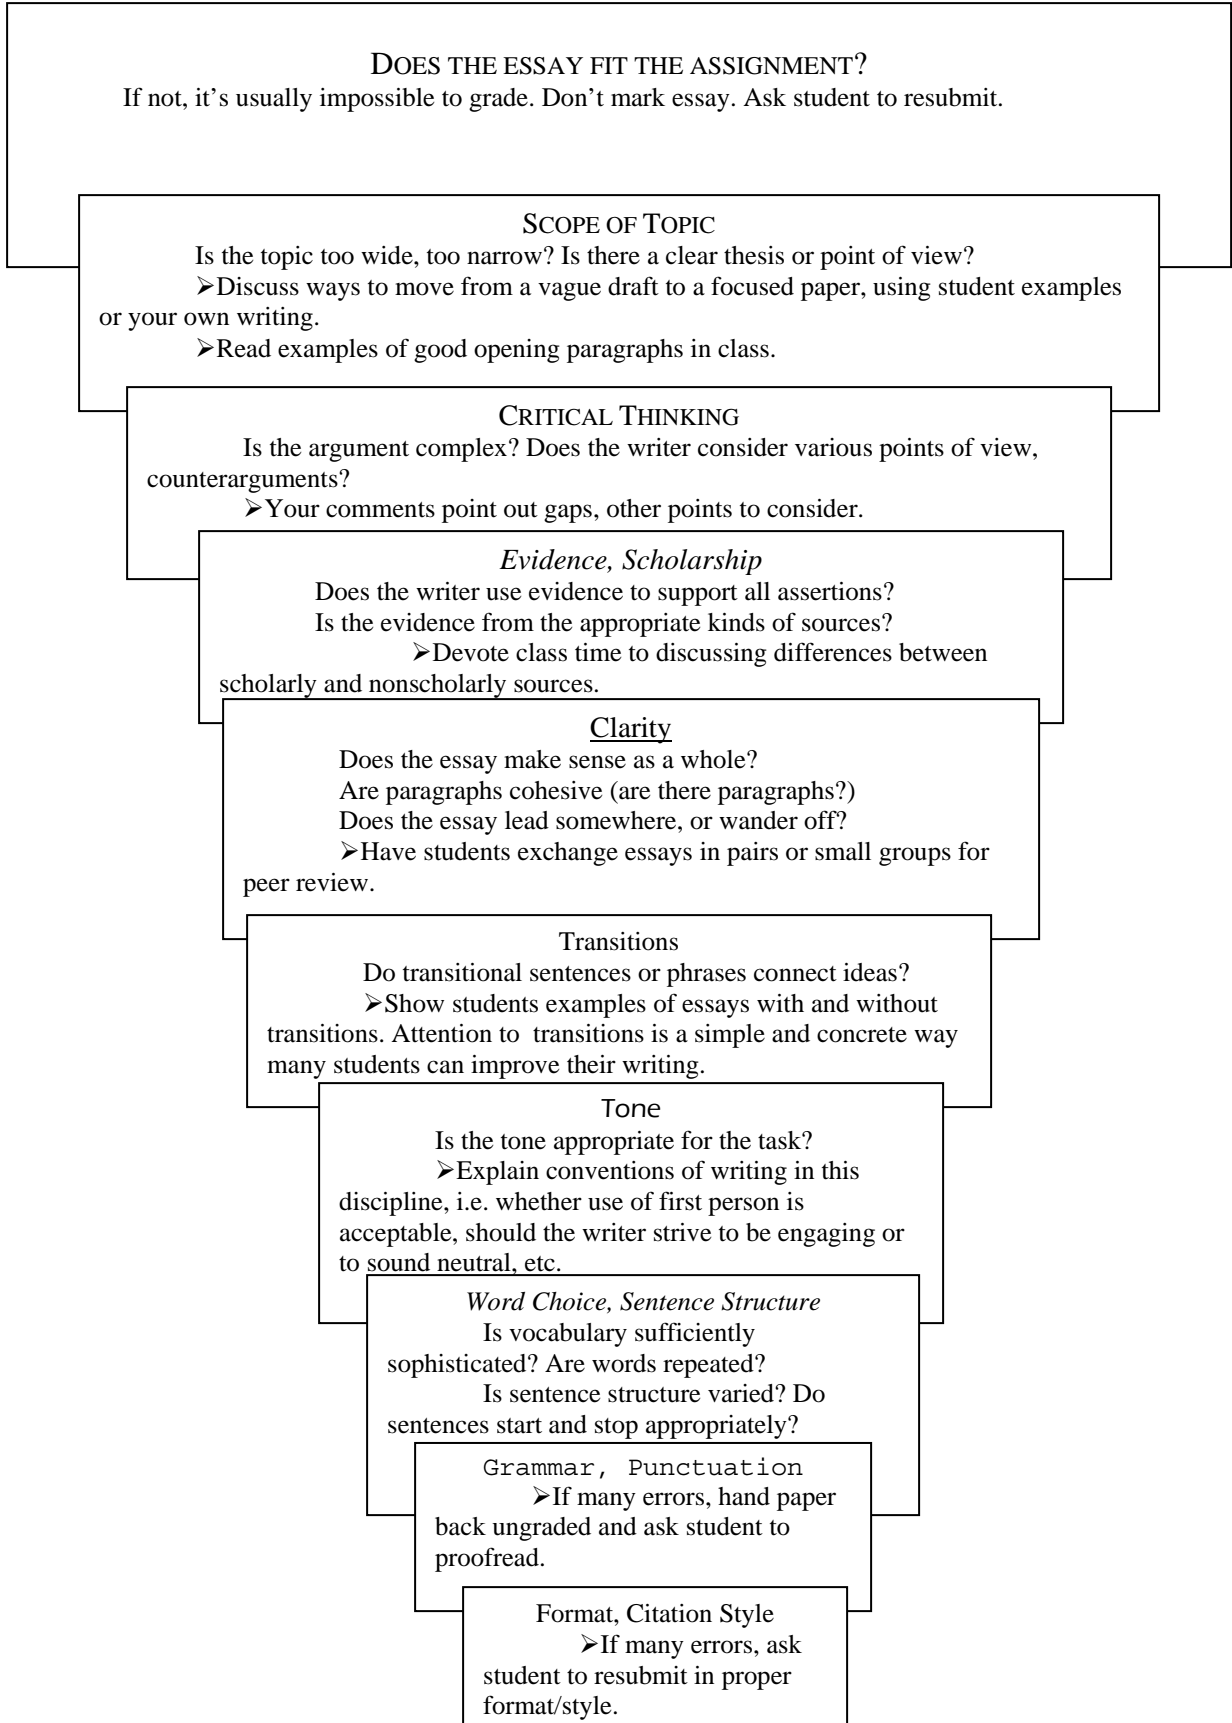 DOES THE ESSAY FIT THE ASSIGNMENT?
If not, it's usually impossible to grade. Don't mark essay. Ask student to resubmit.
SCOPE OF TOPIC
Is the topic too wide, too narrow? Is there a clear thesis or point of view?
➢Discuss ways to move from a vague draft to a focused paper, using student examples
or your own writing.
➢Read examples of good opening paragraphs in class.
CRITICAL THINKING
Is the argument complex? Does the writer consider various points of view,
counterarguments?
➢Your comments point out gaps, other points to consider.
Evidence, Scholarship
Does the writer use evidence to support all assertions?
Is the evidence from the appropriate kinds of sources?
➢Devote class time to discussing differences between
scholarly and nonscholarly sources.
Clarity
Does the essay make sense as a whole?
Are paragraphs cohesive (are there paragraphs?)
Does the essay lead somewhere, or wander off?
➢Have students exchange essays in pairs or small groups for
peer review.
Transitions
Do transitional sentences or phrases connect ideas?
➢Show students examples of essays with and without
transitions. Attention to  transitions is a simple and concrete way
many students can improve their writing.
Tone
Is the tone appropriate for the task?
➢Explain conventions of writing in this
discipline, i.e. whether use of first person is
acceptable, should the writer strive to be engaging or
to sound neutral, etc.
Word Choice, Sentence Structure
Is vocabulary sufficiently
sophisticated? Are words repeated?
Is sentence structure varied? Do
sentences start and stop appropriately?
Grammar, Punctuation
➢If many errors, hand paper
back ungraded and ask student to
proofread.
Format, Citation Style
➢If many errors, ask
student to resubmit in proper
format/style.